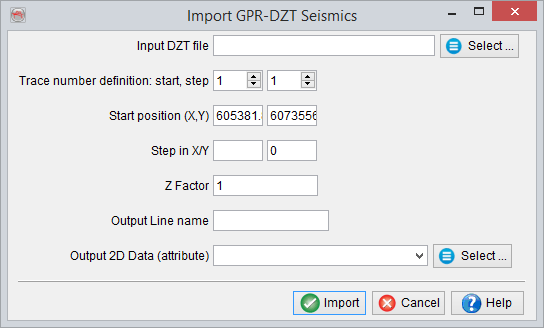 Import GPR-DZT Seismics
Input DZT file Select ...
Trace number definition: start, step 1 1
Start position (X,Y) 605381. 6073556
Step in X/Y 0
Z Factor 1
Output Line name
Output 2D Data (attribute) Select ...
Import Cancel Help